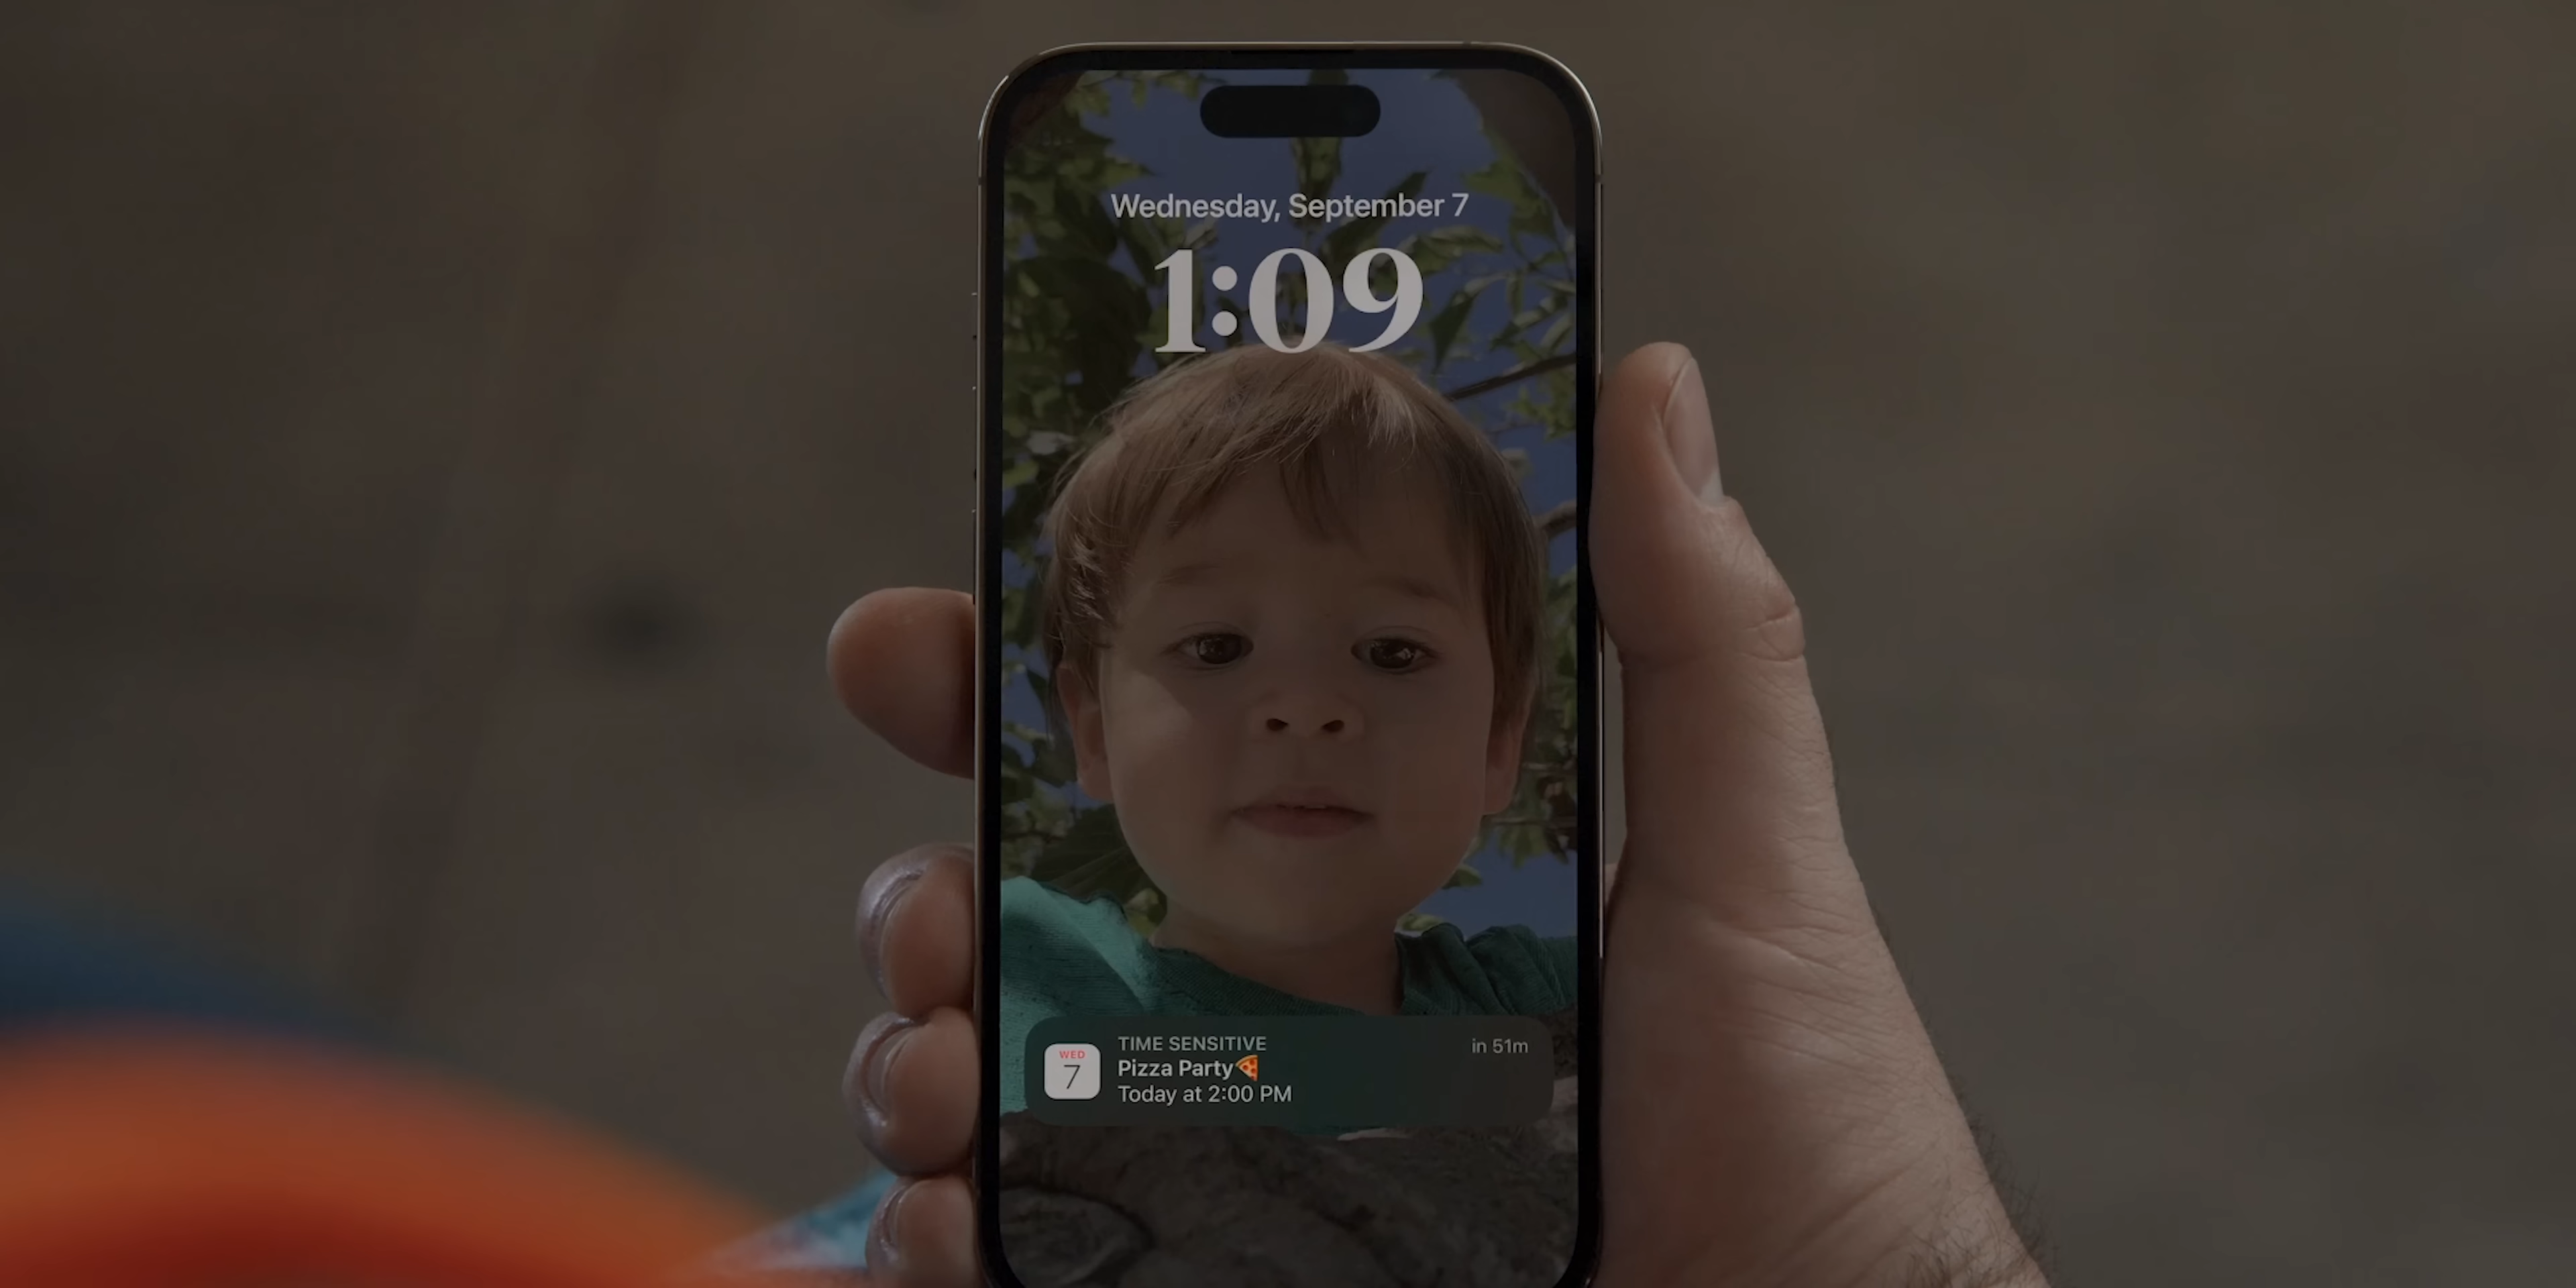 Wednesday, September 7
1:09
WED
7
TIME SENSITIVE
in 51m
Pizza Party🍕
Today at 2:00 PM